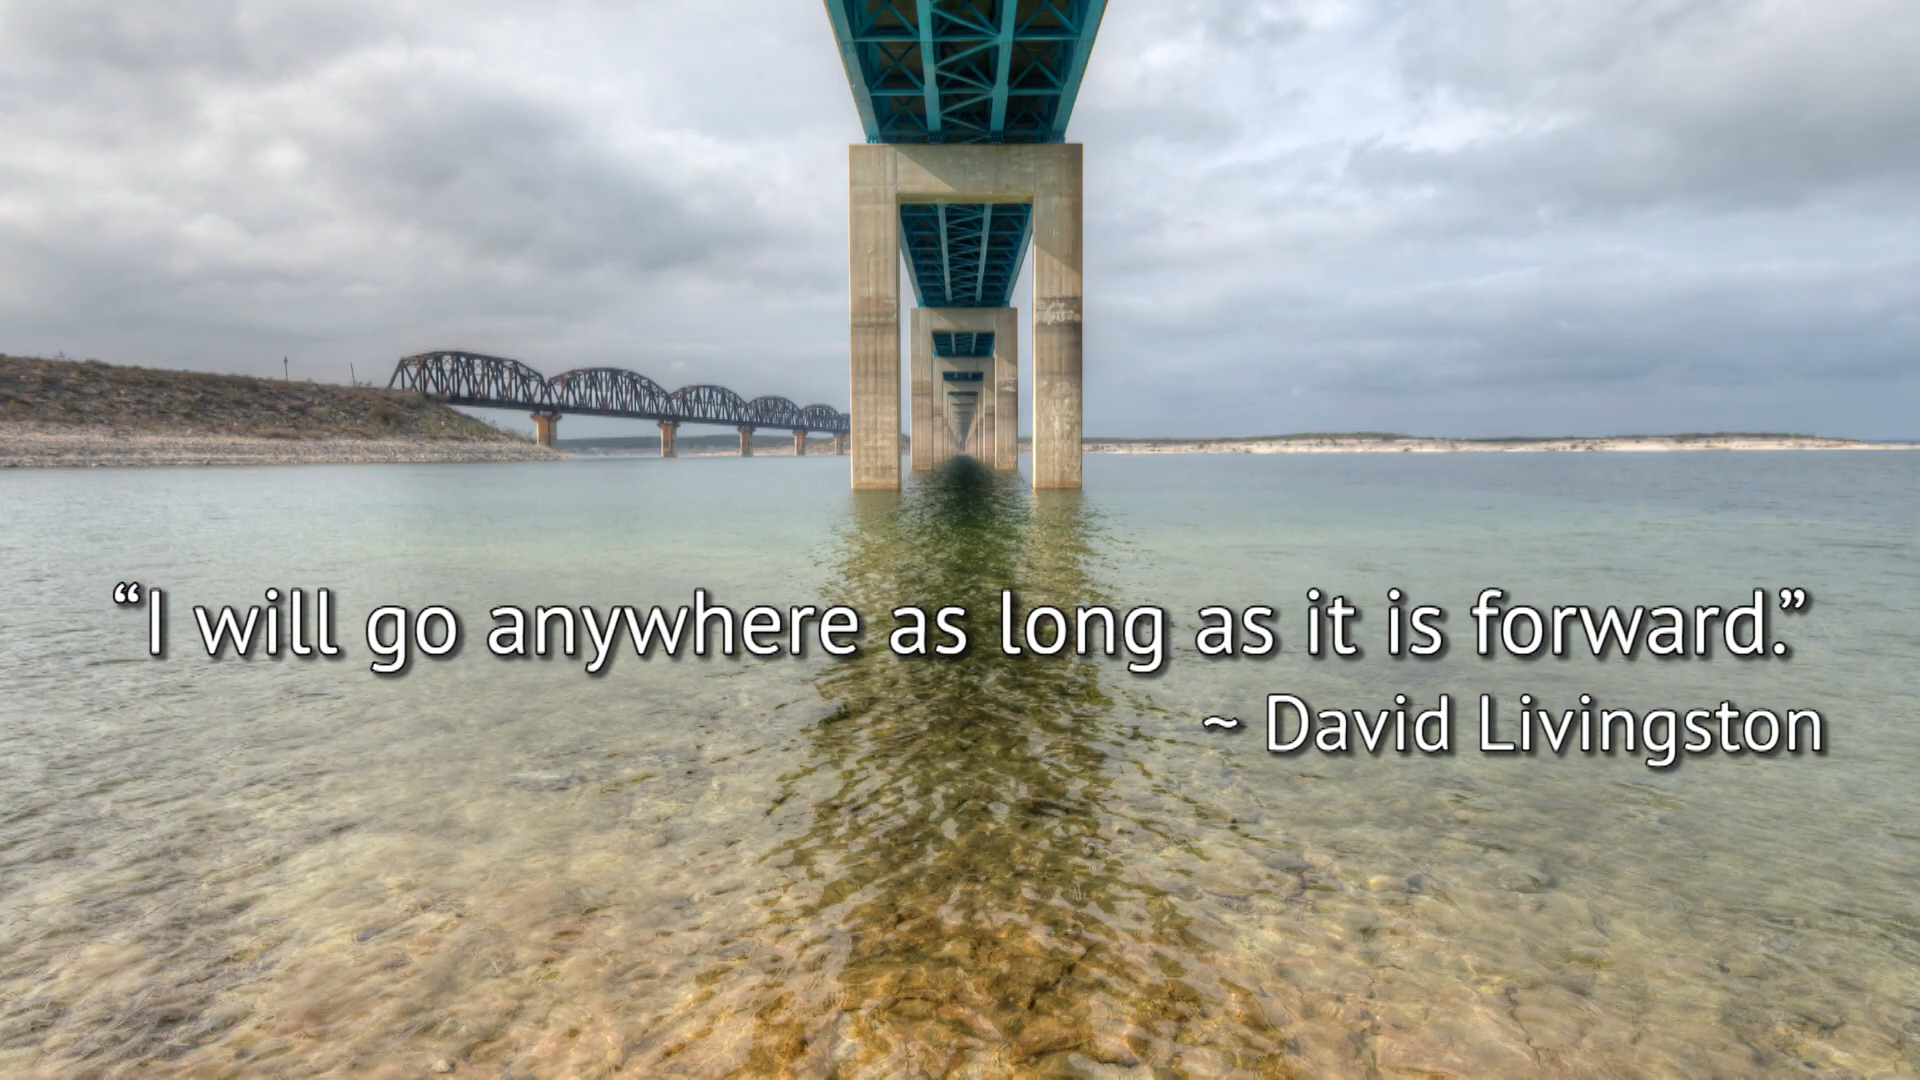 “I will go anywhere as long as it is forward.”
~ David Livingston